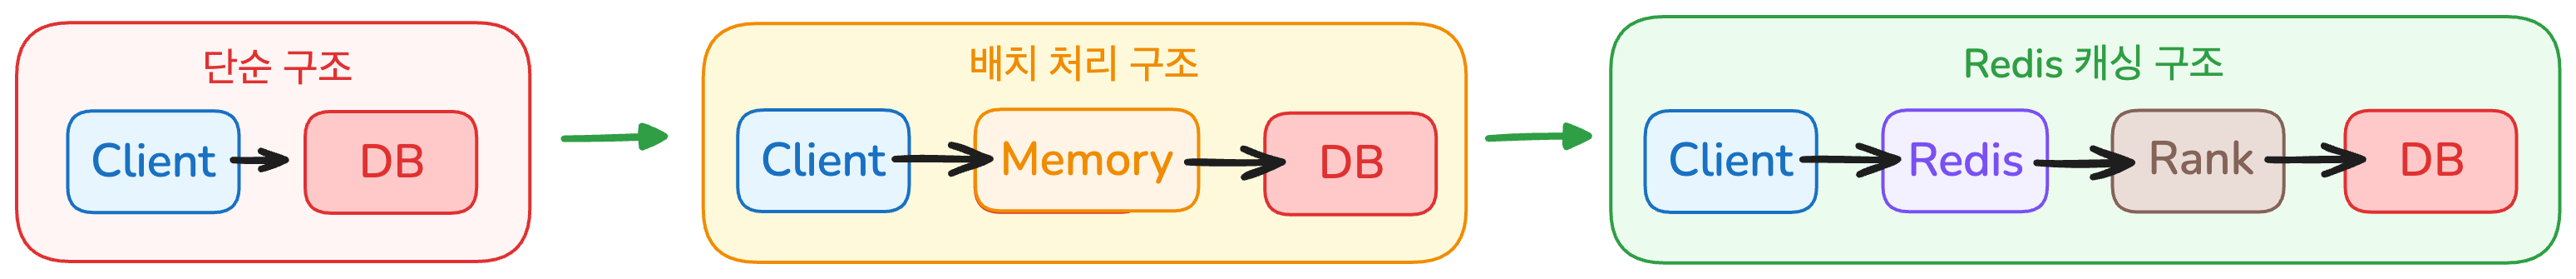 단순 구조
Client
DB
배치 처리 구조
Client
Memory
DB
Redis 캐싱 구조
Client
Redis
Rank
DB